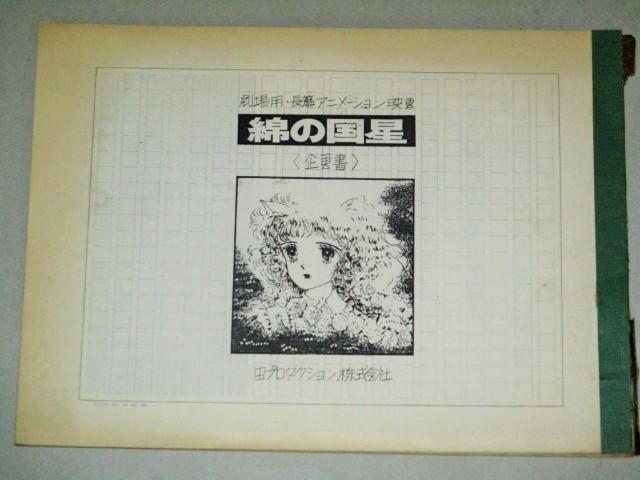 劇場用・長篇アニメーション映画
綿の国星
〈企画書〉
虫プロダクション株式会社